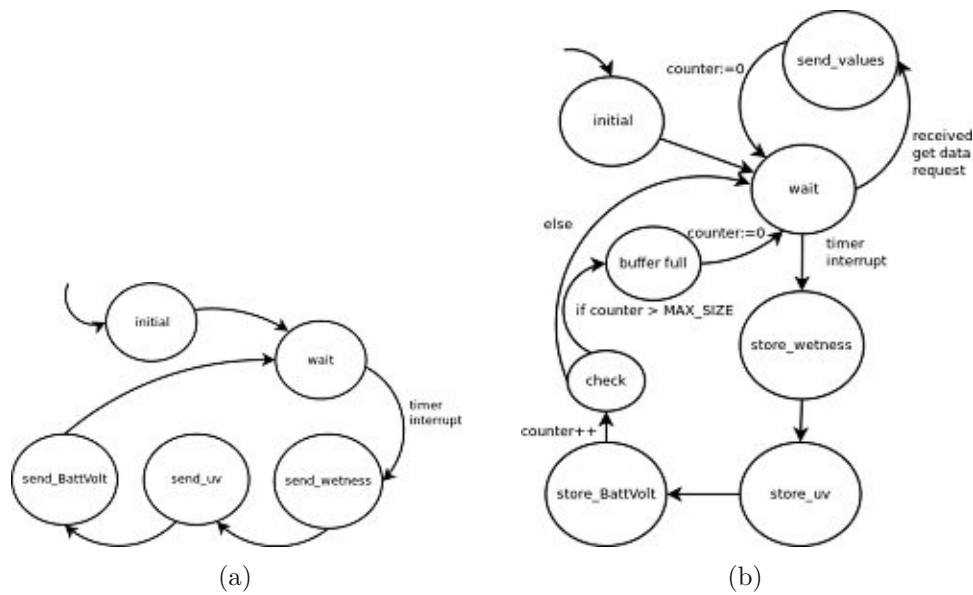 initial
wait
timer
interrupt
send_wetness
send_uv
send_BattVolt
(a)
send_values
counter:=0
initial
received
get data
request
wait
else
counter:=0
buffer full
timer
interrupt
if counter > MAX_SIZE
store_wetness
check
counter++
store_BattVolt
store_uv
(b)